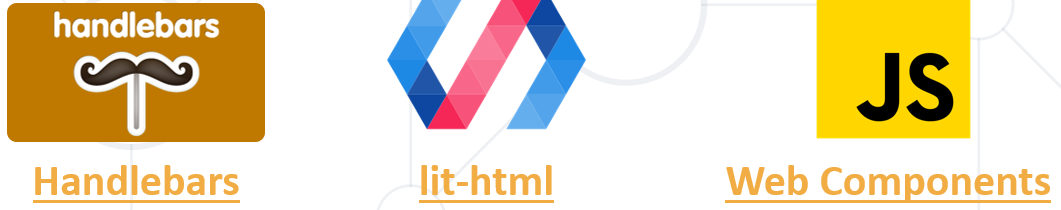 handlebars
JS
Handlebars
lit-html
Web Components